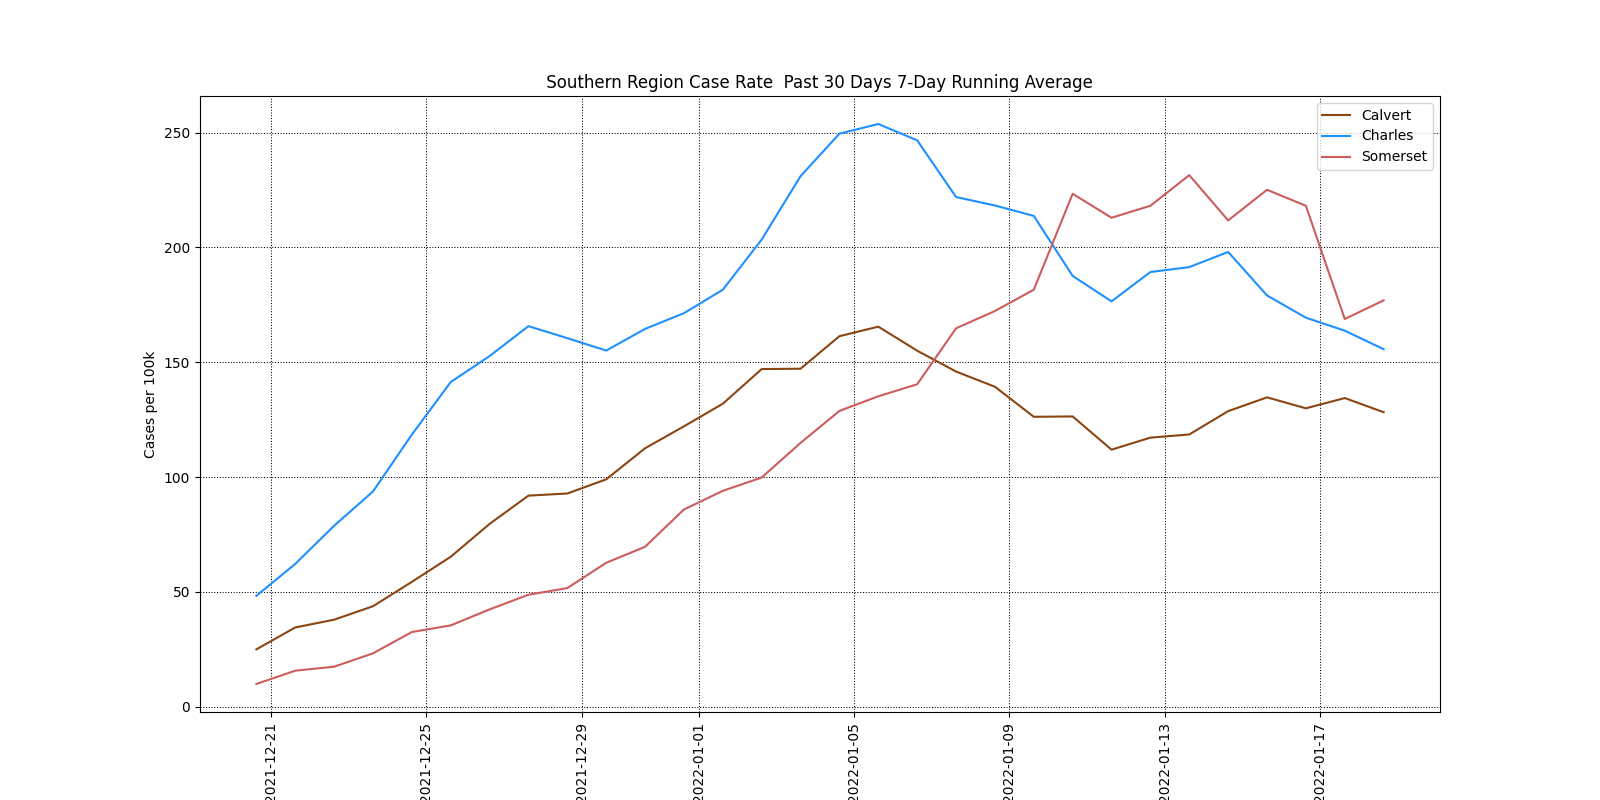 Southern Region Case Rate  Past 30 Days 7-Day Running Average
Calvert
Charles
Somerset
Cases per 100k
250
200
150
100
50
0
2021-12-21
2021-12-25
2021-12-29
2022-01-01
2022-01-05
2022-01-09
2022-01-13
2022-01-17